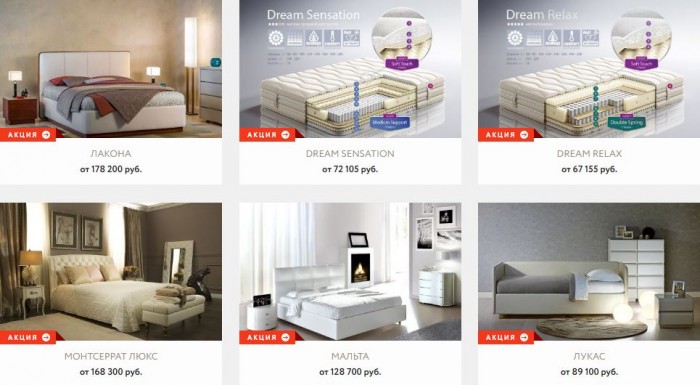 Dream Sensation
Soft Touch
Medium Support
АКЦИЯ
Dream Relax
Soft Touch
Double Spring
АКЦИЯ
АКЦИЯ
ЛАКОНА
от 178 200 руб.
DREAM SENSATION
от 72 105 руб.
DREAM RELAX
от 67 155 руб.
АКЦИЯ
МОНТСЕРРАТ ЛЮКС
от 168 300 руб.
АКЦИЯ
МАЛЬТА
от 128 700 руб.
АКЦИЯ
ЛУКАС
от 89 100 руб.